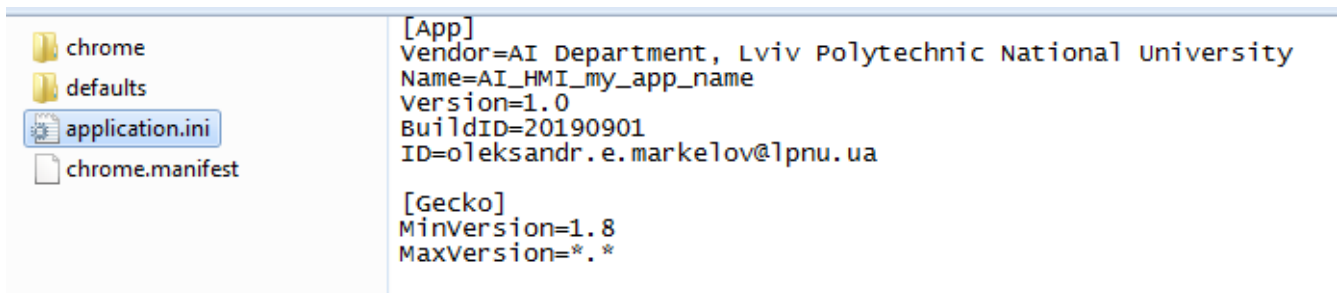 chrome
defaults
application.ini
chrome.manifest
[App]
Vendor=AI Department, Lviv Polytechnic National University
Name=AI_HMI_my_app_name
Version=1.0
BuildID=20190901
ID=oleksandr.e.markelov@lpnu.ua
[Gecko]
MinVersion=1.8
MaxVersion=*.*